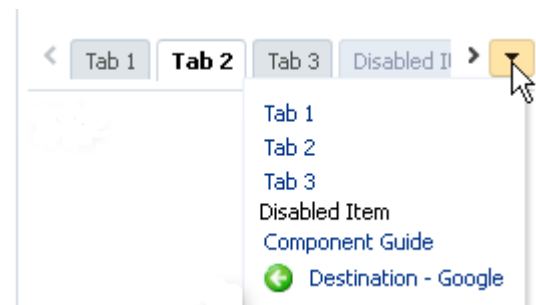 Tab 1 Tab 2 Tab 3 Disabled I
Tab 1
Tab 2
Tab 3
Disabled Item
Component Guide
Destination - Google